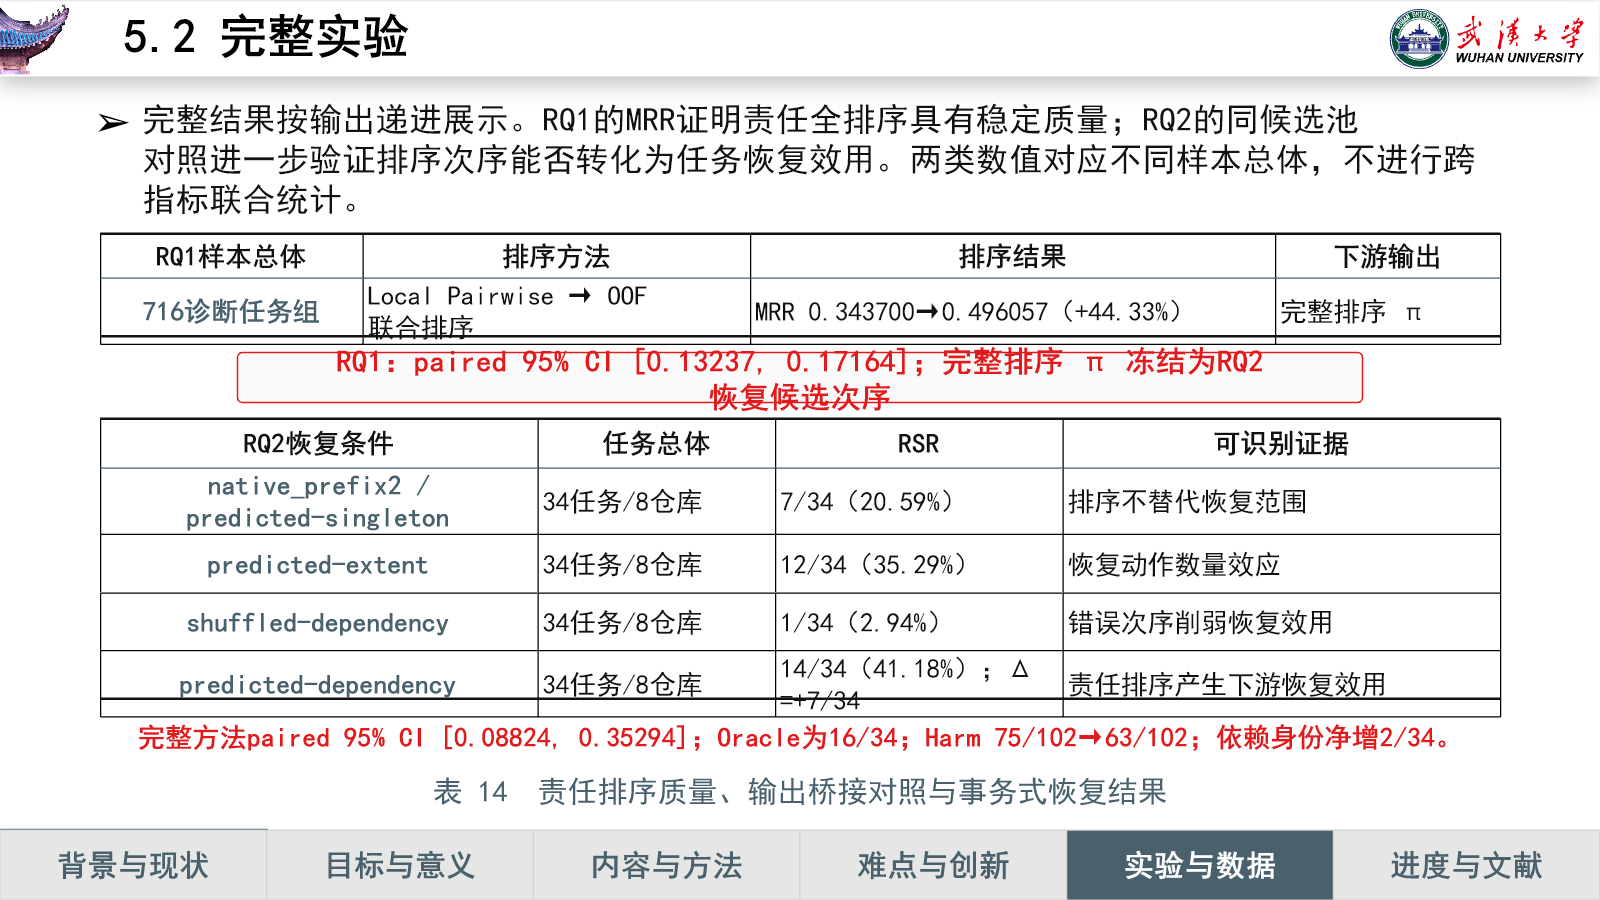 5.2 完整实验
武汉大学
WUHAN UNIVERSITY
➢ 完整结果按输出递进展示。RQ1的MRR证明责任全排序具有稳定质量；RQ2的同候选池
对照进一步验证排序次序能否转化为任务恢复效用。两类数值对应不同样本总体，不进行跨
指标联合统计。
RQ1样本总体 排序方法 排序结果 下游输出
716诊断任务组 Local Pairwise → OOF 联合排序 MRR 0.343700→0.496057（+44.33%） 完整排序 π
RQ1：paired 95% CI [0.13237, 0.17164]；完整排序 π 冻结为RQ2
恢复候选次序
RQ2恢复条件 任务总体 RSR 可识别证据
native_prefix2 / predicted-singleton 34任务/8仓库 7/34（20.59%） 排序不替代恢复范围
predicted-extent 34任务/8仓库 12/34（35.29%） 恢复动作数量效应
shuffled-dependency 34任务/8仓库 1/34（2.94%） 错误次序削弱恢复效用
predicted-dependency 34任务/8仓库 14/34（41.18%）；Δ =+7/34 责任排序产生下游恢复效用
完整方法paired 95% CI [0.08824, 0.35294]；Oracle为16/34；Harm 75/102→63/102；依赖身份净增2/34。
表 14 责任排序质量、输出桥接对照与事务式恢复结果
背景与现状 目标与意义 内容与方法 难点与创新 实验与数据 进度与文献